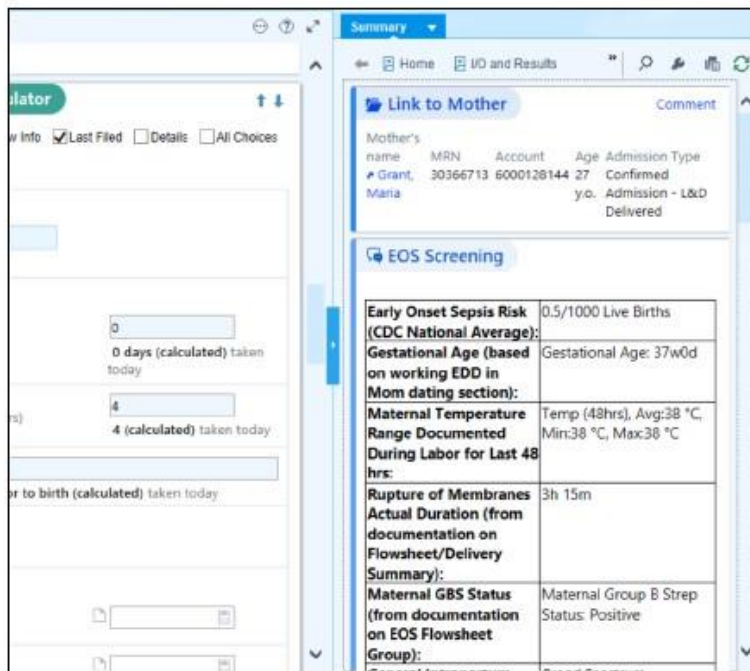 ulator
w Info Last Filed Details All Choices
0
0 days (calculated) taken
today
rs)
4
4 (calculated) taken today
or to birth (calculated) taken today
Summary
Home I/O and Results »
Link to Mother Comment
Mother's
name MRN Account Age Admission Type
Grant, 30366713 6000128144 27 Confirmed
Maria y.o. Admission - L&D
Delivered
EOS Screening
Early Onset Sepsis Risk 0.5/1000 Live Births
(CDC National Average):
Gestational Age (based Gestational Age: 37w0d
on working EDD in
Mom dating section):
Maternal Temperature Temp (48hrs), Avg:38 °C,
Range Documented Min:38 °C, Max:38 °C
During Labor for Last 48
hrs:
Rupture of Membranes 3h 15m
Actual Duration (from
documentation on
Flowsheet/Delivery
Summary):
Maternal GBS Status Maternal Group B Strep
(from documentation Status: Positive
on EOS Flowsheet
Group):